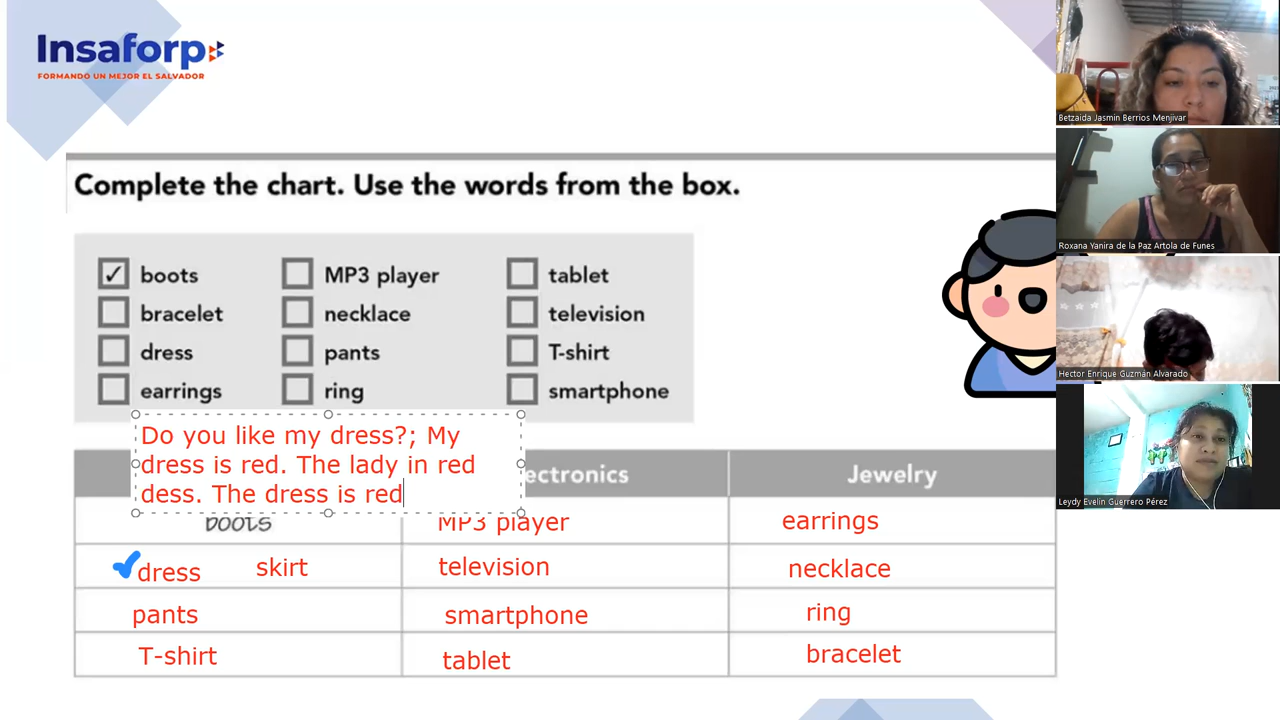 Insaforp
FORMANDO UN MEJOR EL SALVADOR
Complete the chart. Use the words from the box.
✓ boots MP3 player tablet
bracelet necklace television
dress pants T-shirt
earrings ring smartphone
Do you like my dress?; My
dress is red. The lady in red
dess. The dress is red
ectronics Jewelry
boots MP3 player earrings
dress skirt television necklace
pants smartphone ring
T-shirt tablet bracelet
Betzaida Jasmin Berrios Menjivar
Roxana Yanira de la Paz Artola de Funes
Hector Enrique Guzmán Alvarado
Leydy Evelin Guerrero Pérez